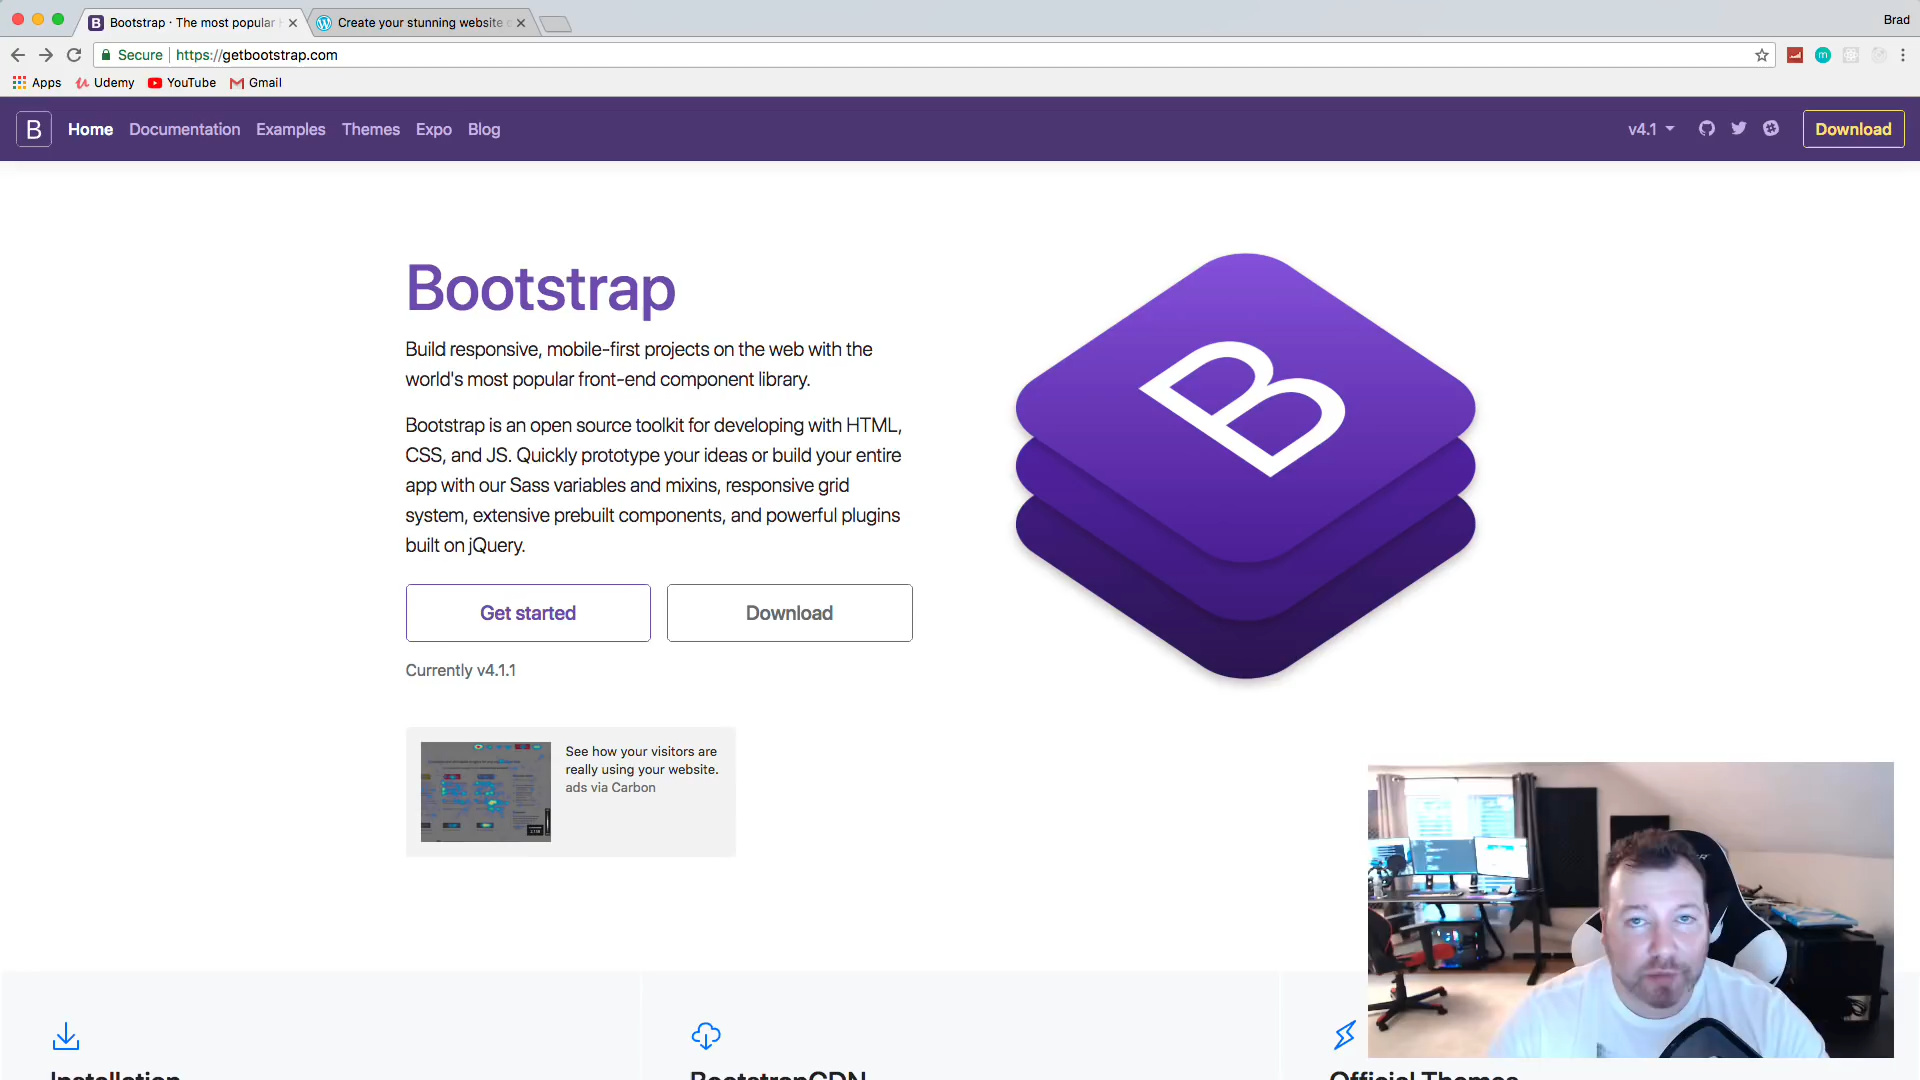 Bootstrap · The most popular
Create your stunning website
Brad
Secure
https://getbootstrap.com
Apps
Udemy
YouTube
Gmail
B
Home
Documentation
Examples
Themes
Expo
Blog
v4.1
Download
Bootstrap
Build responsive, mobile-first projects on the web with the
world's most popular front-end component library.
Bootstrap is an open source toolkit for developing with HTML,
CSS, and JS. Quickly prototype your ideas or build your entire
app with our Sass variables and mixins, responsive grid
system, extensive prebuilt components, and powerful plugins
built on jQuery.
B
Get started
Download
Currently v4.1.1
See how your visitors are
really using your website.
ads via Carbon
Installation
BootstrapCDN
Official Themes